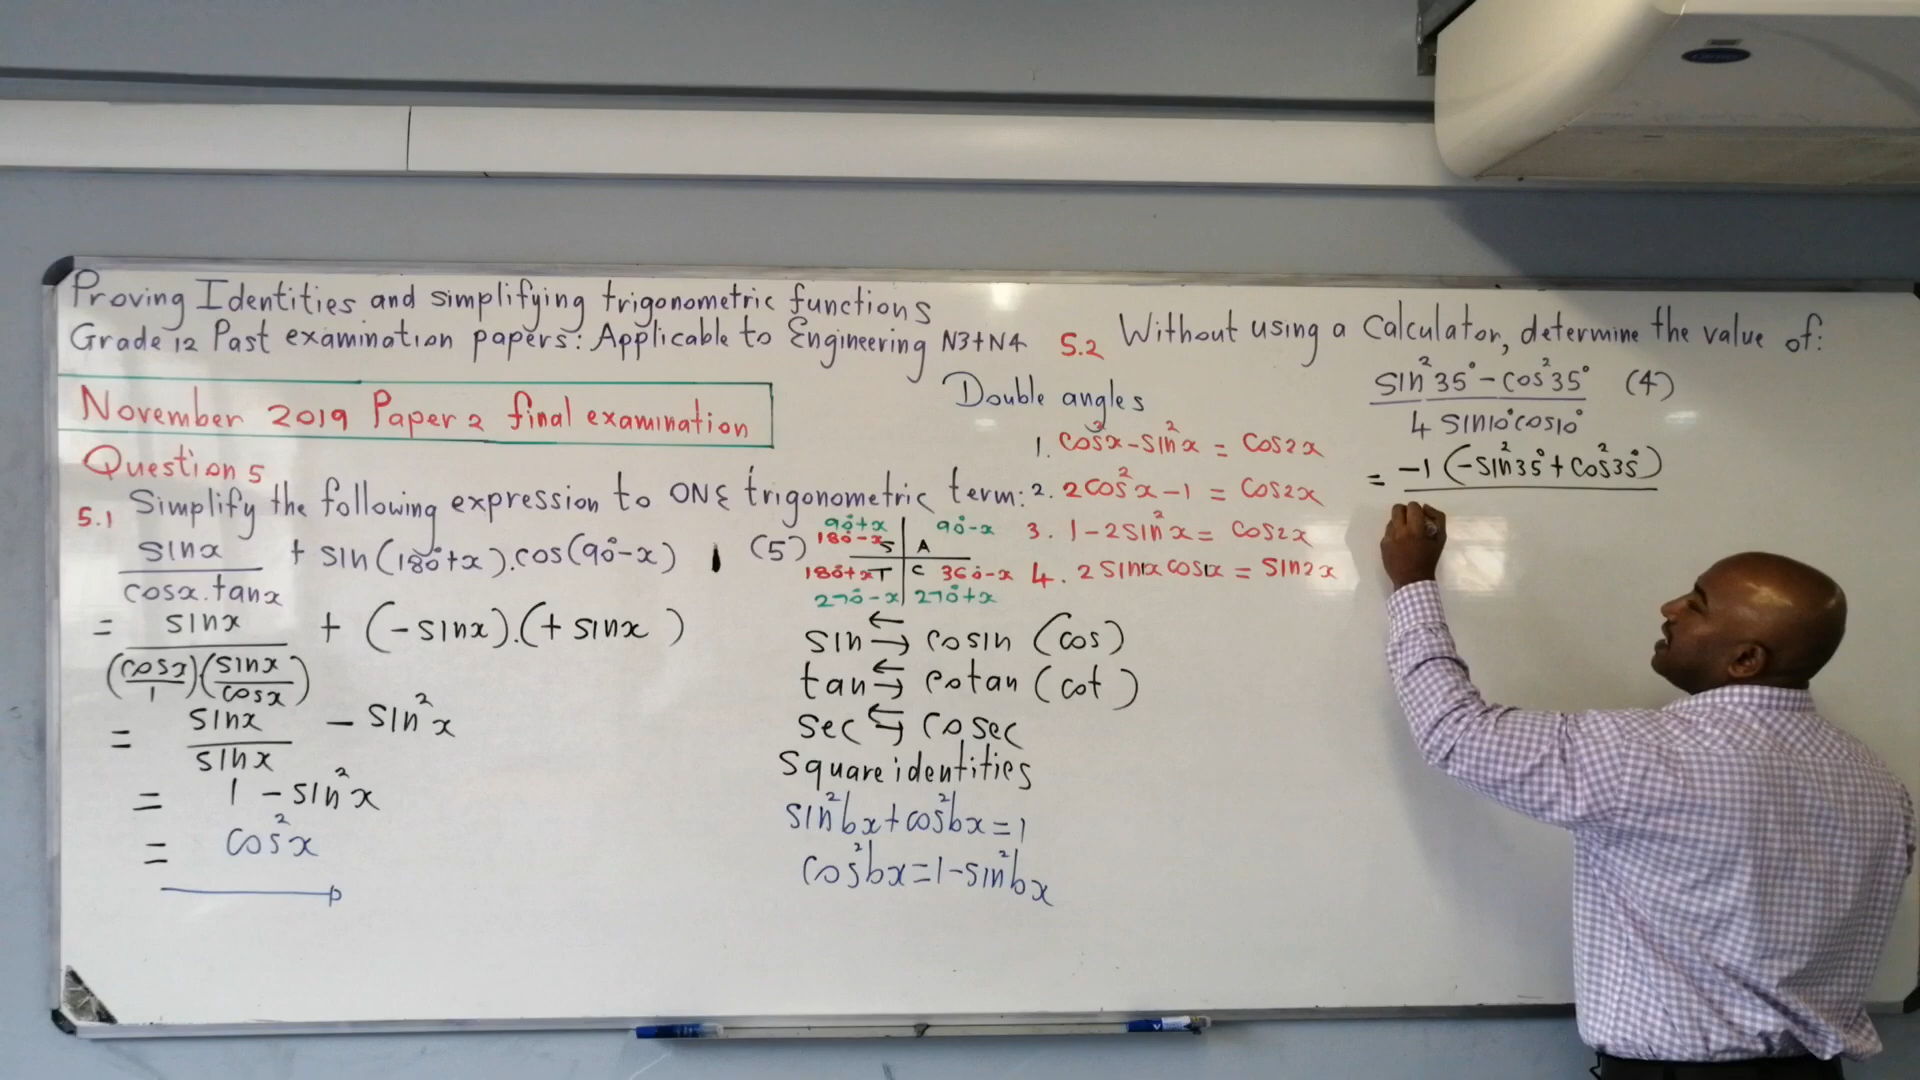 Proving Identities and simplifying trigonometric functions
Grade 12 Past examination papers: Applicable to Engineering N3+N4
November 2019 Paper 2 final examination
Question 5
5.1 Simplify the following expression to ONE trigonometric term:
sinx/(cosx.tanx) + sin(180°+x).cos(90°-x) (5)
= sinx/((cosx/1)(sinx/cosx)) + (-sinx).(+sinx)
= sinx/sinx - sin²x
= 1 - sin²x
= cos²x
90°+x 90°-x
180°-x S A
180°+x T C 360°-x
270°-x 270°+x
sin ⇄ cosin (cos)
tan ⇄ cotan (cot)
sec ⇄ cosec
Square identities
sin²bx+cos²bx=1
cos²bx=1-sin²bx
Double angles
1. cos²x-sin²x = cos2x
2. 2cos²x-1 = cos2x
3. 1-2sin²x = cos2x
4. 2sinxcosx = sin2x
5.2 Without using a calculator, determine the value of:
sin²35°-cos²35° (4)
4sin10°cos10°
= -1(-sin²35°+cos²35°)
Carrier